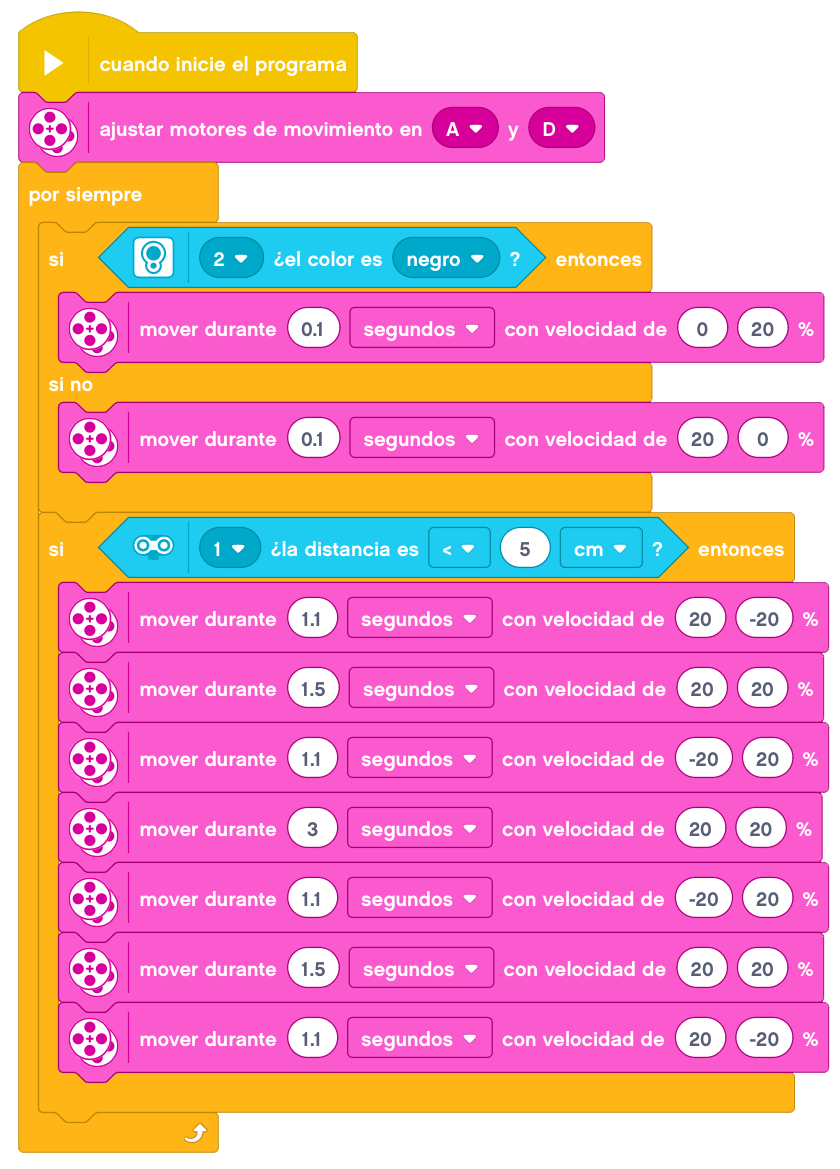 cuando inicie el programa
ajustar motores de movimiento en A y D
por siempre
si 2 ¿el color es negro ? entonces
mover durante 0.1 segundos con velocidad de 0 20 %
si no
mover durante 0.1 segundos con velocidad de 20 0 %
si 1 ¿la distancia es < 5 cm ? entonces
mover durante 1.1 segundos con velocidad de 20 -20 %
mover durante 1.5 segundos con velocidad de 20 20 %
mover durante 1.1 segundos con velocidad de -20 20 %
mover durante 3 segundos con velocidad de 20 20 %
mover durante 1.1 segundos con velocidad de -20 20 %
mover durante 1.5 segundos con velocidad de 20 20 %
mover durante 1.1 segundos con velocidad de 20 -20 %